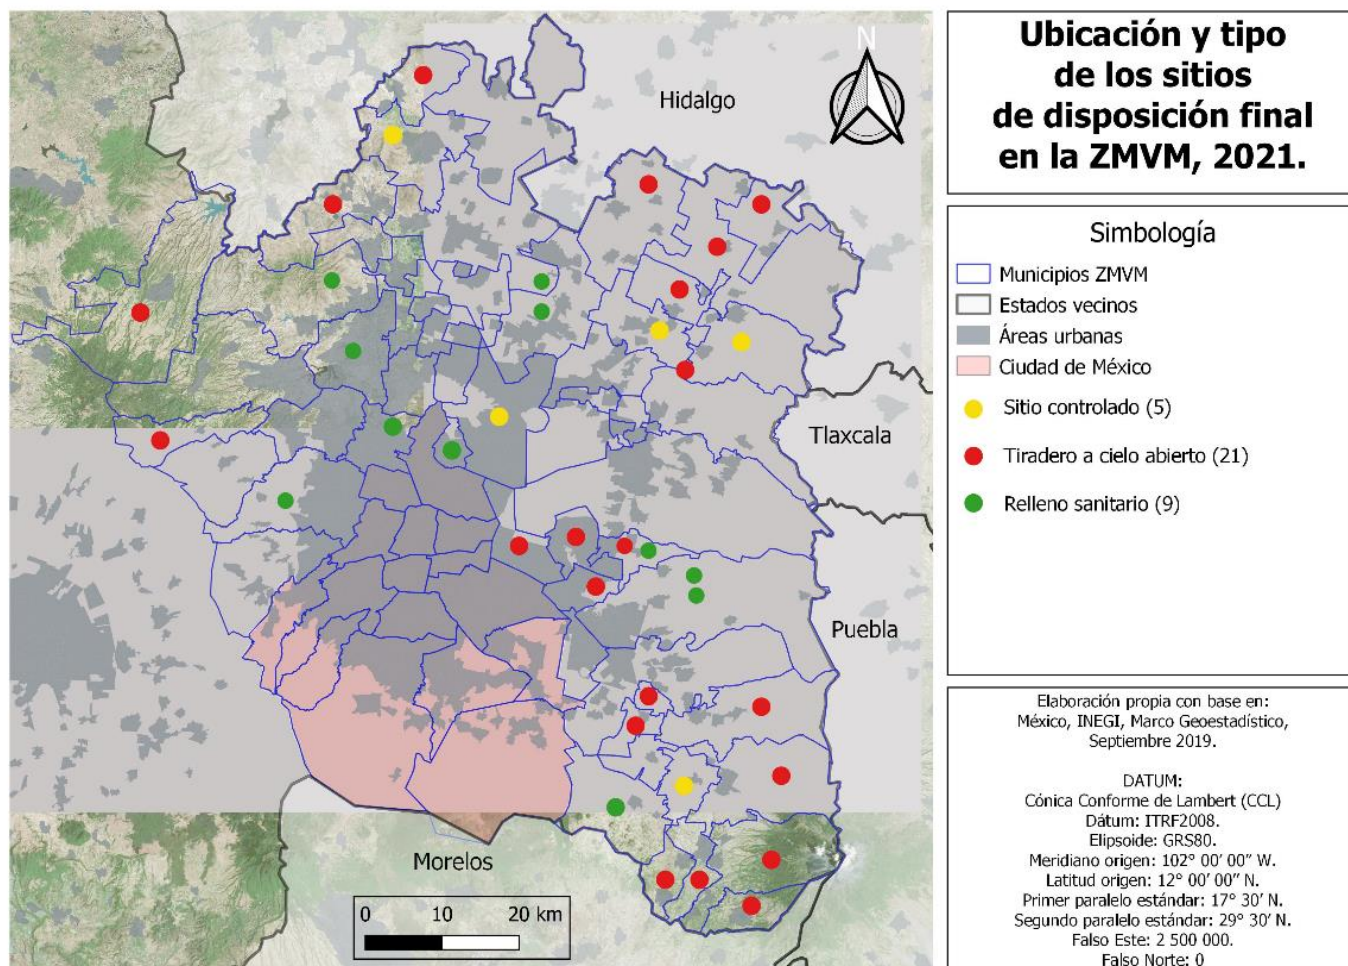 Ubicación y tipo
de los sitios
de disposición final
en la ZMVM, 2021.
N
Hidalgo
Tlaxcala
Puebla
Morelos
0 10 20 km
Simbología
Municipios ZMVM
Estados vecinos
Áreas urbanas
Ciudad de México
Sitio controlado (5)
Tiradero a cielo abierto (21)
Relleno sanitario (9)
Elaboración propia con base en:
México, INEGI, Marco Geoestadístico,
Septiembre 2019.
DATUM:
Cónica Conforme de Lambert (CCL)
Dátum: ITRF2008.
Elipsoide: GRS80.
Meridiano origen: 102° 00' 00'' W.
Latitud origen: 12° 00' 00'' N.
Primer paralelo estándar: 17° 30' N.
Segundo paralelo estándar: 29° 30' N.
Falso Este: 2 500 000.
Falso Norte: 0